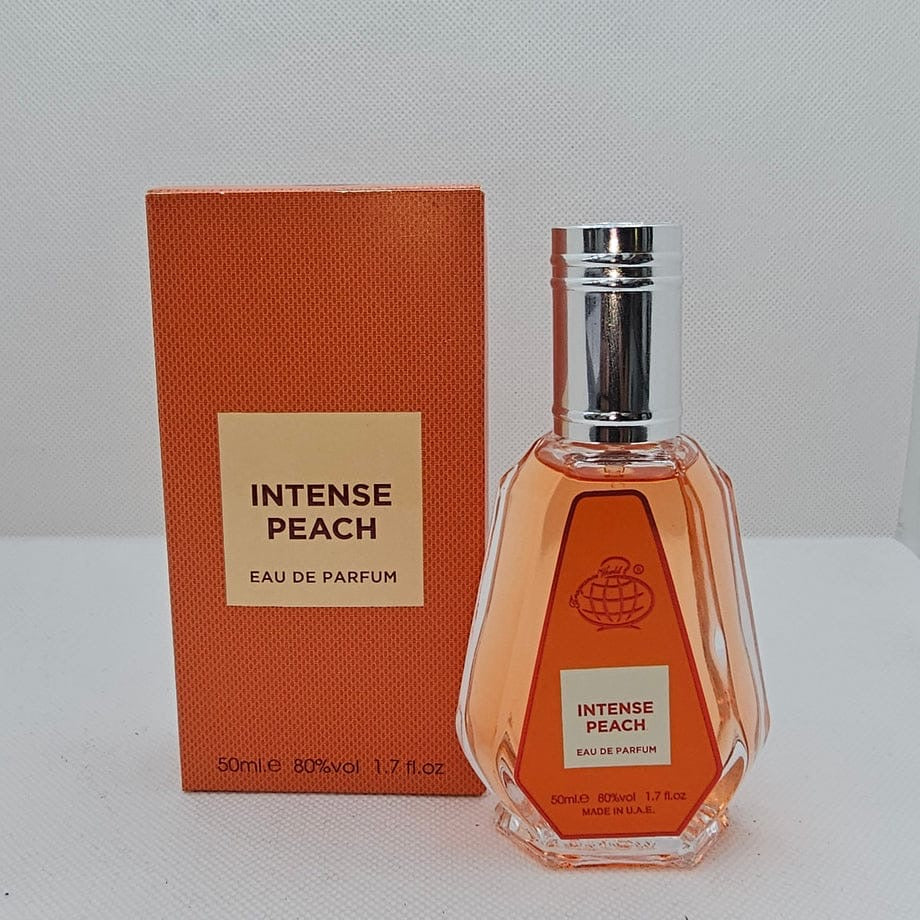 INTENSE
PEACH
EAU DE PARFUM
50ml.e 80%vol 1.7 fl.oz
World
®
INTENSE
PEACH
EAU DE PARFUM
50ml.e 80%vol 1.7 fl.oz
MADE IN U.A.E.